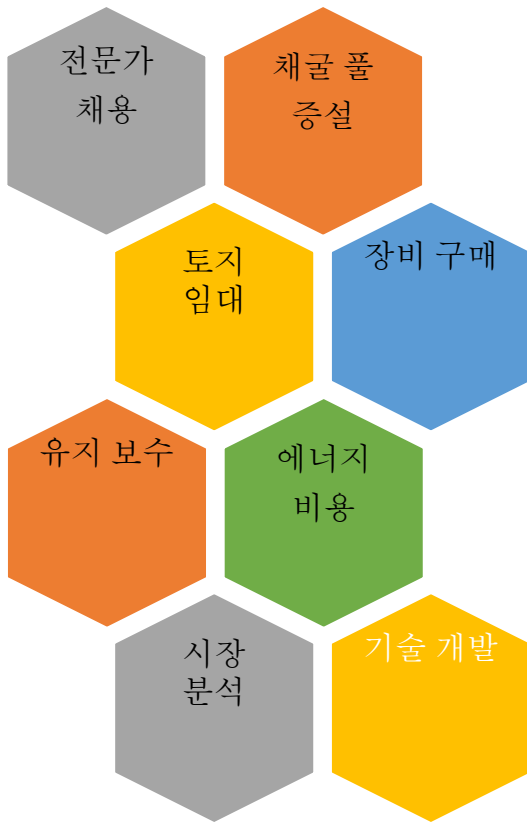 전문가
채용
채굴 풀
증설
토지
임대
장비 구매
유지 보수
에너지
비용
시장
분석
기술 개발